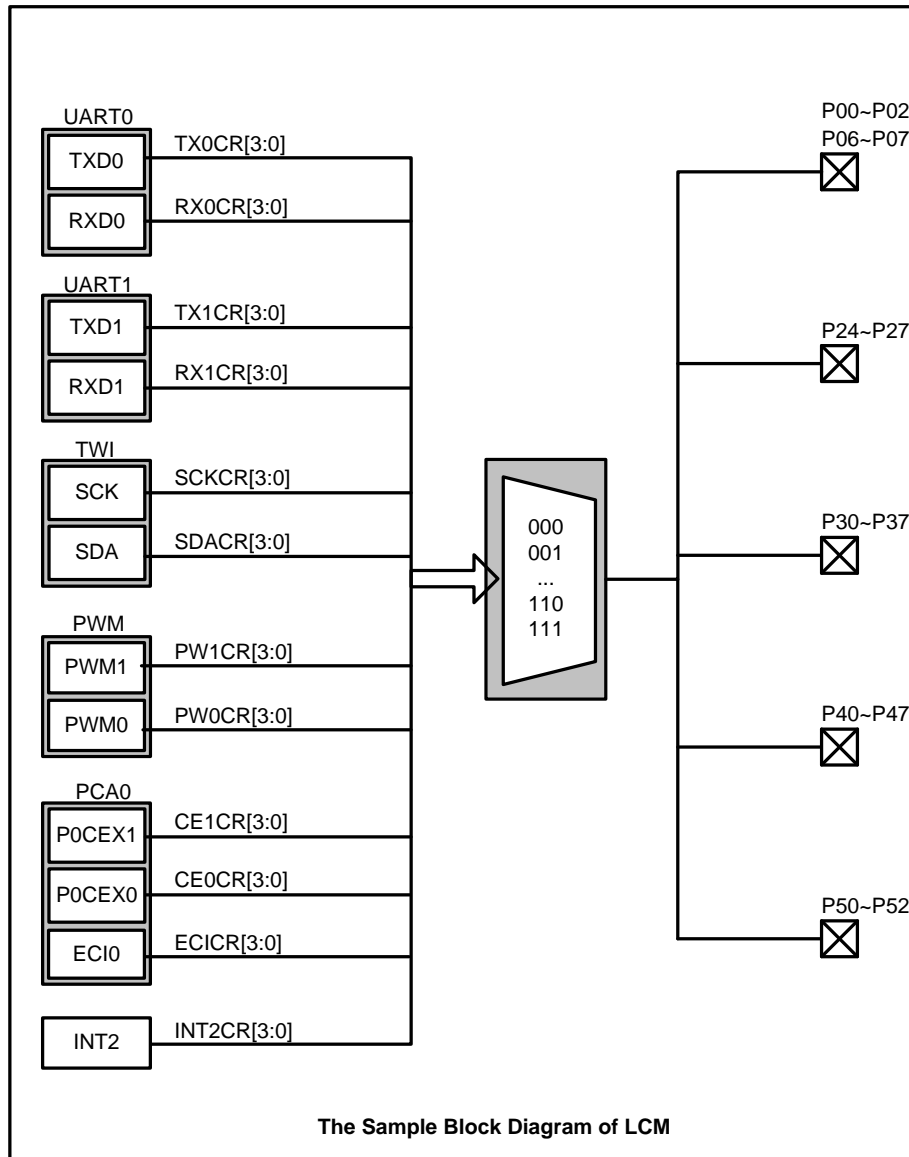 UART0
TXD0
TX0CR[3:0]
RXD0
RX0CR[3:0]
UART1
TXD1
TX1CR[3:0]
RXD1
RX1CR[3:0]
TWI
SCK
SCKCR[3:0]
SDA
SDACR[3:0]
PWM
PWM1
PW1CR[3:0]
PWM0
PW0CR[3:0]
PCA0
P0CEX1
CE1CR[3:0]
P0CEX0
CE0CR[3:0]
ECI0
ECICR[3:0]
INT2
INT2CR[3:0]
000
001
...
110
111
P00~P02
P06~P07
P24~P27
P30~P37
P40~P47
P50~P52
The Sample Block Diagram of LCM